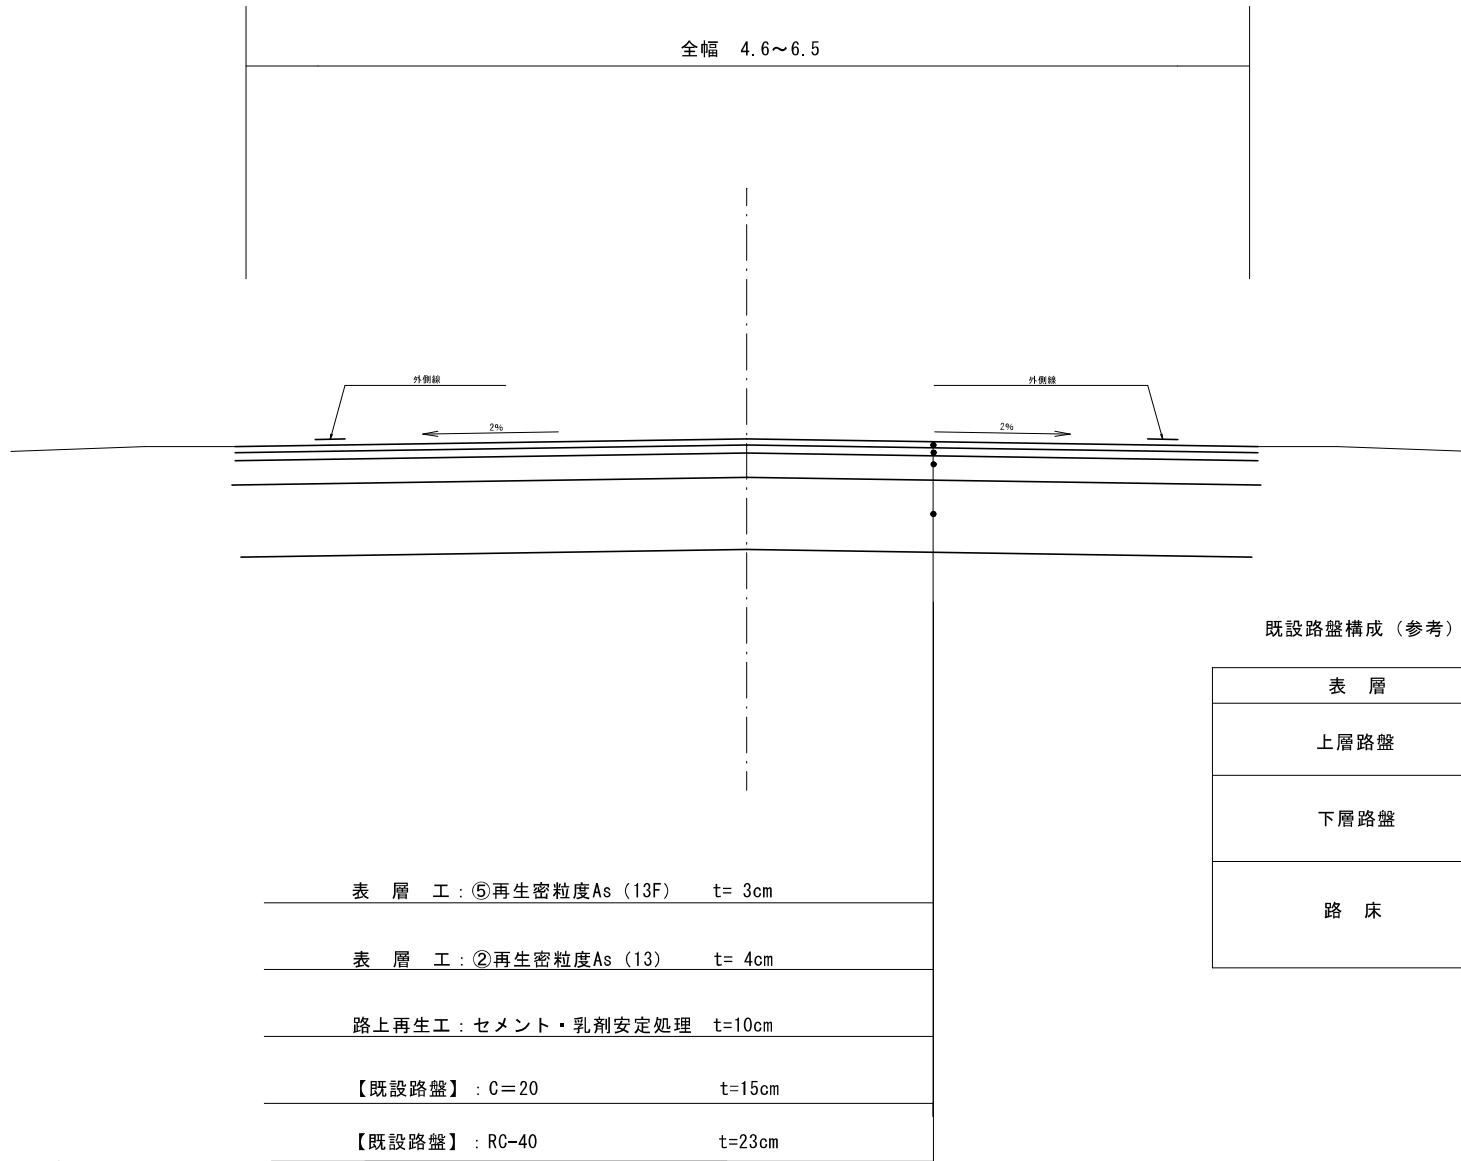 全幅　4.6～6.5
外側線
外側線
2%
2%
既設路盤構成（参考）
表　層
上層路盤
下層路盤
路　床
表　層　工：⑤再生密粒度As（13F）　t= 3cm
表　層　工：②再生密粒度As（13）　t= 4cm
路上再生工：セメント・乳剤安定処理　t=10cm
【既設路盤】：C＝20　t=15cm
【既設路盤】：RC−40　t=23cm